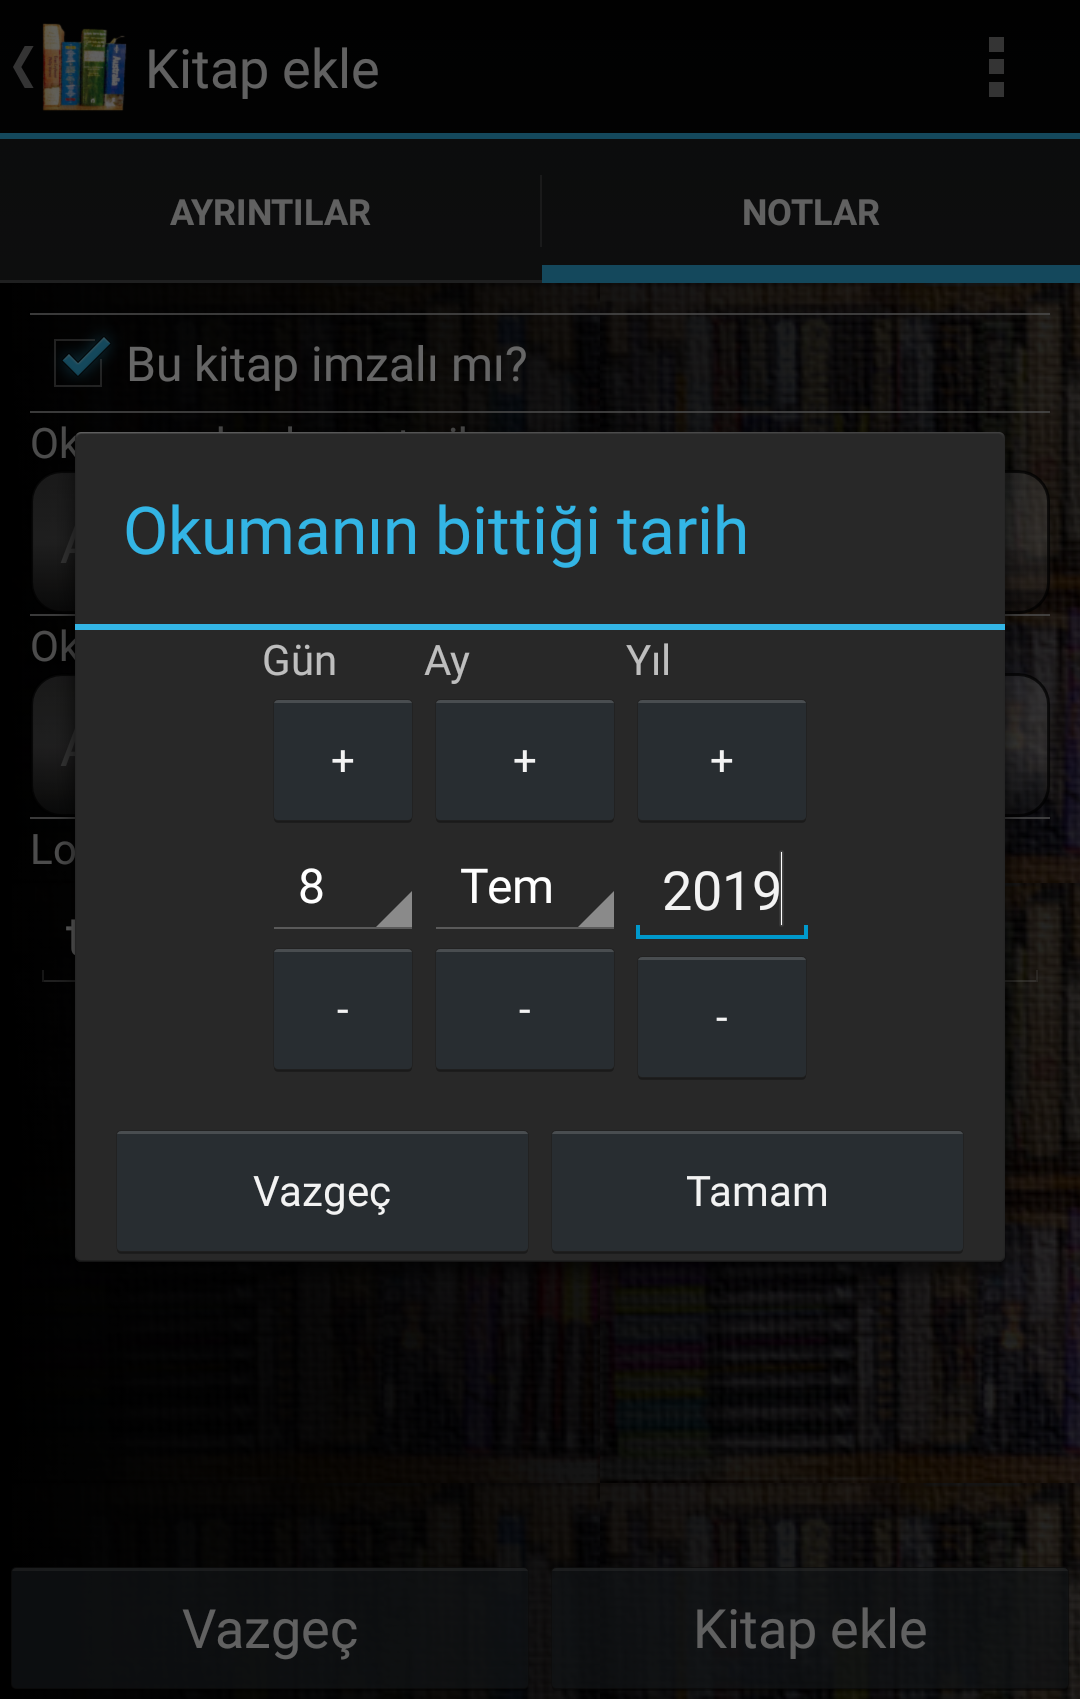 Kitap ekle
AYRINTILAR
NOTLAR
Bu kitap imzalı mı?
Okumanın bittiği tarih
Gün Ay Yıl
+ + +
8 Tem 2019
- - -
Vazgeç Tamam
Vazgeç Kitap ekle